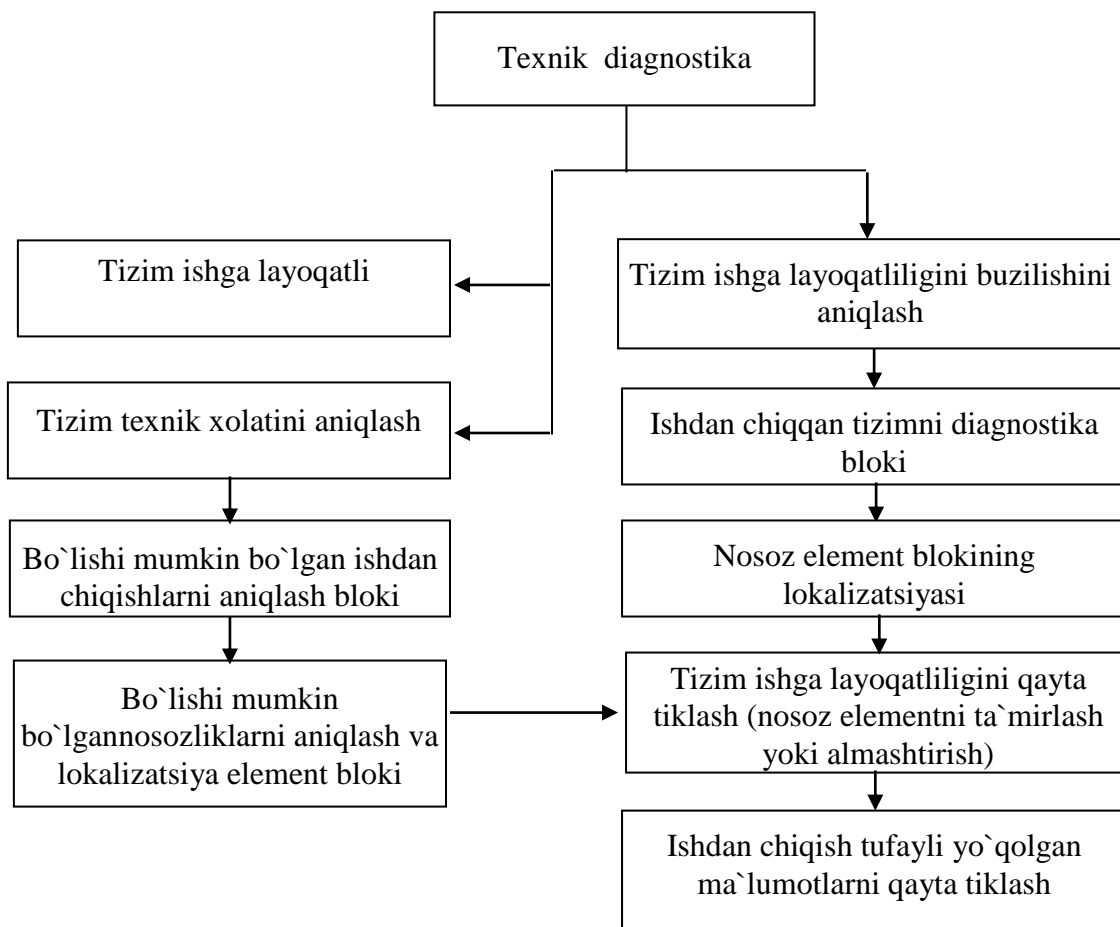 Texnik diagnostika
Tizim ishga layoqatli
Tizim texnik xolatini aniqlash
Bo`lishi mumkin bo`lgan ishdan
chiqishlarni aniqlash bloki
Bo`lishi mumkin
bo`lgannosozliklarni aniqlash va
lokalizatsiya element bloki
Tizim ishga layoqatliligini buzilishini
aniqlash
Ishdan chiqqan tizimni diagnostika
bloki
Nosoz element blokining
lokalizatsiyasi
Tizim ishga layoqatliligini qayta
tiklash (nosoz elementni ta`mirlash
yoki almashtirish)
Ishdan chiqish tufayli yo`qolgan
ma`lumotlarni qayta tiklash